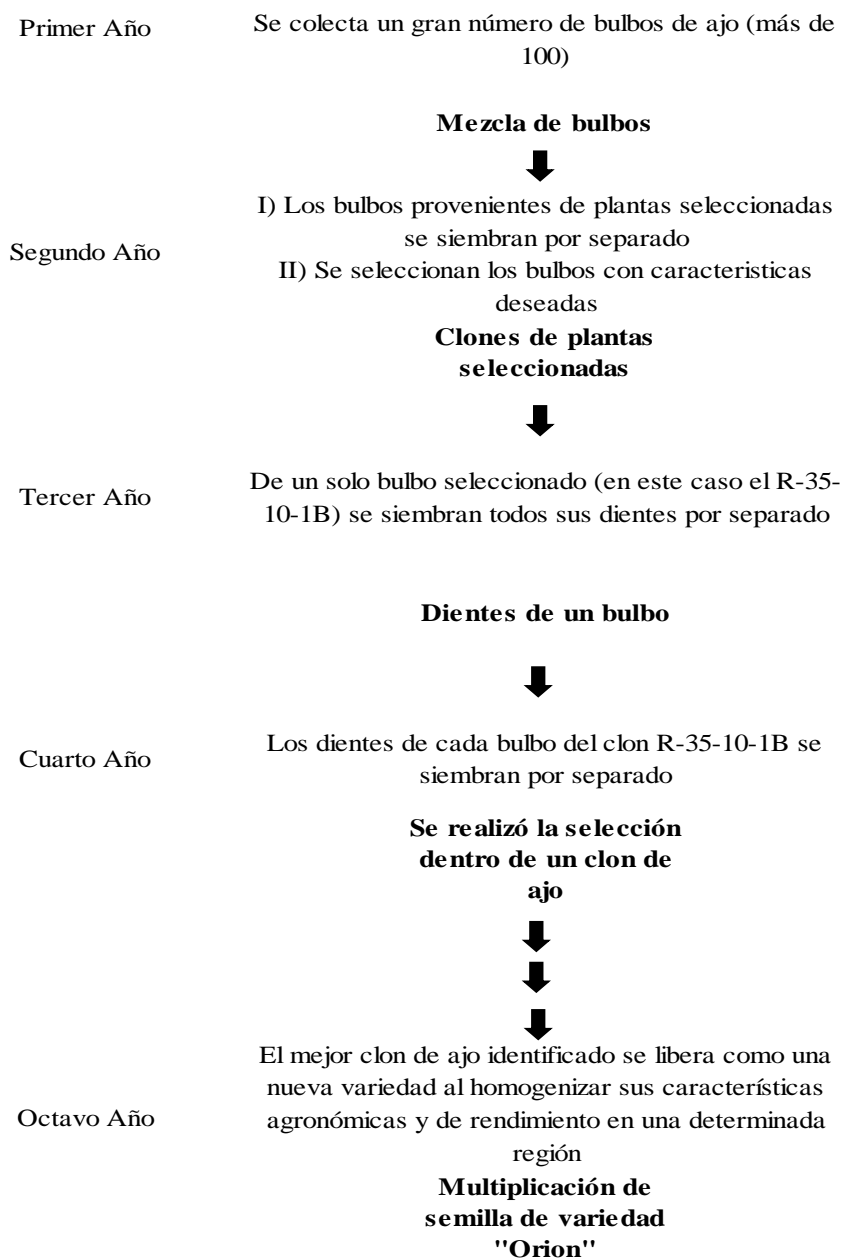 Primer Año
Se colecta un gran número de bulbos de ajo (más de
100)
Mezcla de bulbos
I) Los bulbos provenientes de plantas seleccionadas
se siembran por separado
Segundo Año
II) Se seleccionan los bulbos con caracteristicas
deseadas
Clones de plantas
seleccionadas
Tercer Año
De un solo bulbo seleccionado (en este caso el R-35-
10-1B) se siembran todos sus dientes por separado
Dientes de un bulbo
Cuarto Año
Los dientes de cada bulbo del clon R-35-10-1B se
siembran por separado
Se realizó la selección
dentro de un clon de
ajo
El mejor clon de ajo identificado se libera como una
nueva variedad al homogenizar sus características
Octavo Año
agronómicas y de rendimiento en una determinada
región
Multiplicación de
semilla de variedad
"Orion"